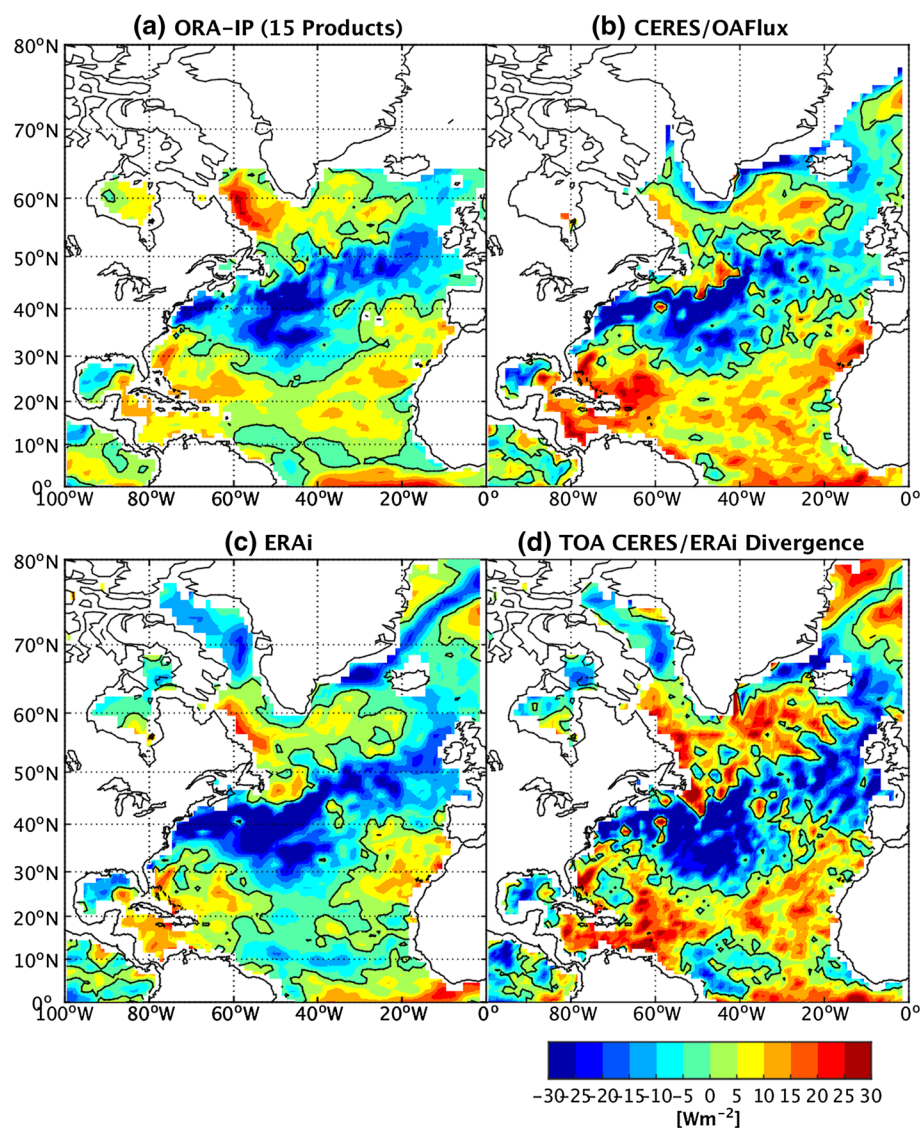 (a) ORA-IP (15 Products)
(b) CERES/OAFlux
80°N
70°N
60°N
50°N
40°N
30°N
20°N
10°N
0°
100°W 80°W 60°W 40°W 20°W 0° 80°W 60°W 40°W 20°W 0°
(c) ERAi
(d) TOA CERES/ERAi Divergence
80°N
70°N
60°N
50°N
40°N
30°N
20°N
10°N
0°
100°W 80°W 60°W 40°W 20°W 0° 80°W 60°W 40°W 20°W 0°
-30-25-20-15-10-5 0 5 10 15 20 25 30
[Wm⁻²]